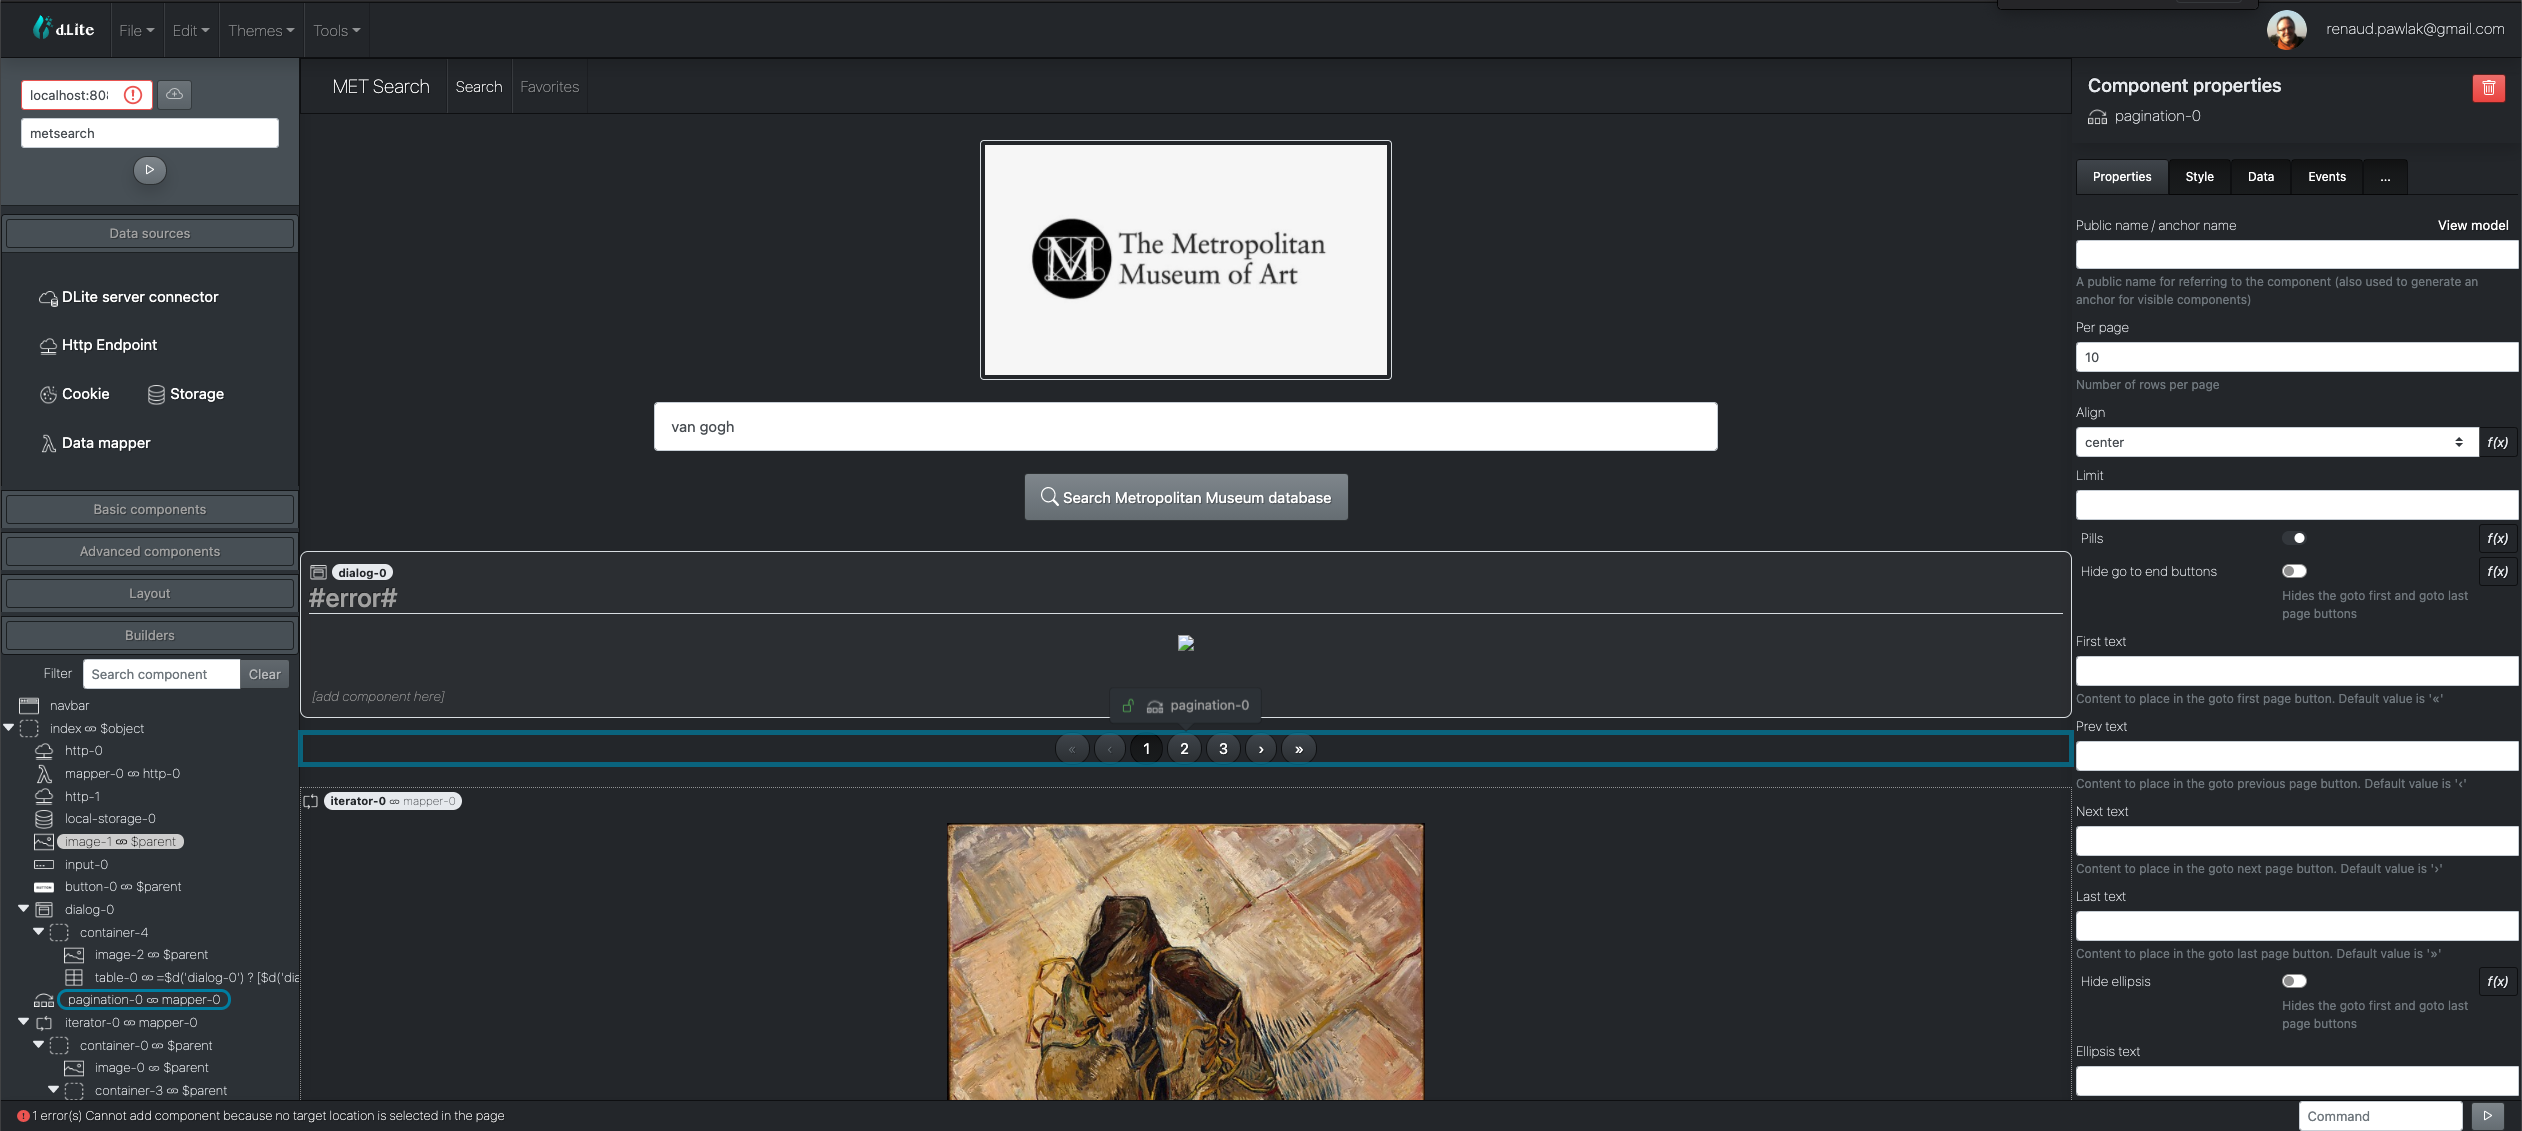 d.Lite File Edit Themes Tools renaud.pawlak@gmail.com
localhost:808
metsearch
Data sources
DLite server connector
Http Endpoint
Cookie Storage
Data mapper
Basic components
Advanced components
Layout
Builders
Filter Search component Clear
navbar
index $object
http-0
mapper-0 http-0
http-1
local-storage-0
image-1 $parent
input-0
button-0 $parent
dialog-0
container-4
image-2 $parent
table-0 =$d('dialog-0') ? [$d('dia
pagination-0 mapper-0
iterator-0 mapper-0
container-0 $parent
image-0 $parent
container-3 $parent
MET Search Search Favorites
The Metropolitan
Museum of Art
van gogh
Search Metropolitan Museum database
dialog-0
#error#
[add component here]
pagination-0
« ‹ 1 2 3 › »
iterator-0 mapper-0
Component properties
pagination-0
Properties Style Data Events ...
Public name / anchor name View model
A public name for referring to the component (also used to generate an
anchor for visible components)
Per page
10
Number of rows per page
Align
center f(x)
Limit
Pills f(x)
Hide go to end buttons f(x)
Hides the goto first and goto last
page buttons
First text
Content to place in the goto first page button. Default value is '«'
Prev text
Content to place in the goto previous page button. Default value is '‹'
Next text
Content to place in the goto next page button. Default value is '›'
Last text
Content to place in the goto last page button. Default value is '»'
Hide ellipsis f(x)
Hides the goto first and goto last
page buttons
Ellipsis text
1 error(s) Cannot add component because no target location is selected in the page
Command